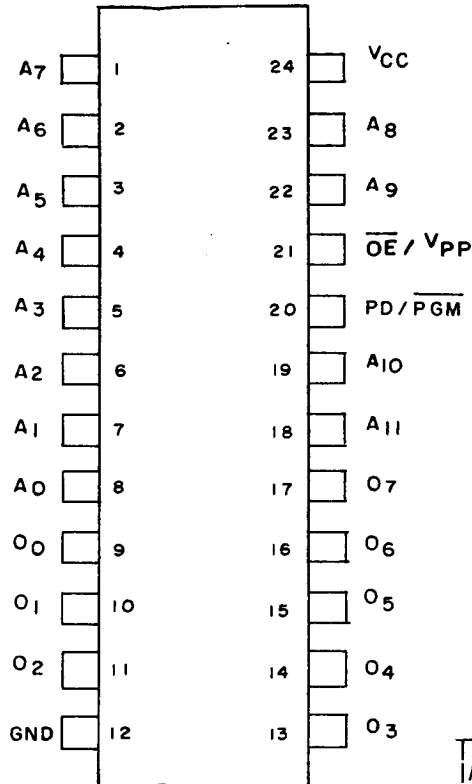 A7 1 24 VCC
A6 2 23 A8
A5 3 22 A9
A4 4 21 O̅E̅ / VPP
A3 5 20 PD/P̅G̅M̅
A2 6 19 A10
A1 7 18 A11
A0 8 17 O7
O0 9 16 O6
O1 10 15 O5
O2 11 14 O4
GND 12 13 O3